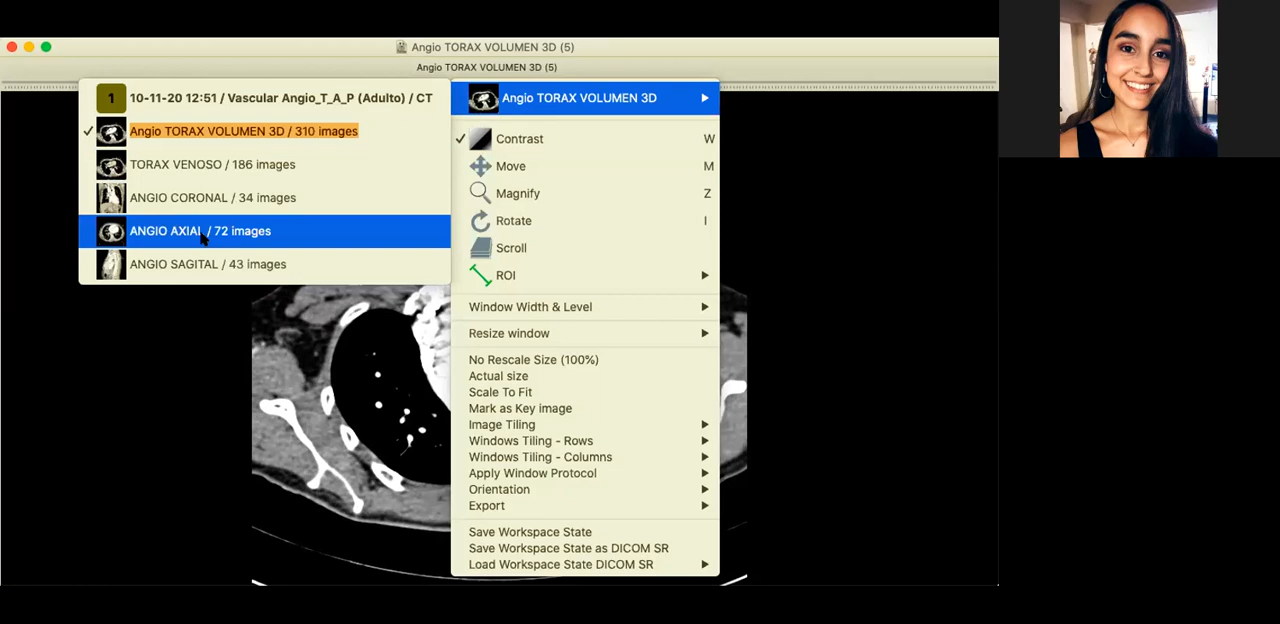 Angio TORAX VOLUMEN 3D (5)
Angio TORAX VOLUMEN 3D (5)
1 10-11-20 12:51 / Vascular Angio_T_A_P (Adulto) / CT
Angio TORAX VOLUMEN 3D / 310 images
TORAX VENOSO / 186 images
ANGIO CORONAL / 34 images
ANGIO AXIAL / 72 images
ANGIO SAGITAL / 43 images
Angio TORAX VOLUMEN 3D
Contrast W
Move M
Magnify Z
Rotate I
Scroll
ROI
Window Width & Level
Resize window
No Rescale Size (100%)
Actual size
Scale To Fit
Mark as Key image
Image Tiling
Windows Tiling - Rows
Windows Tiling - Columns
Apply Window Protocol
Orientation
Export
Save Workspace State
Save Workspace State as DICOM SR
Load Workspace State DICOM SR